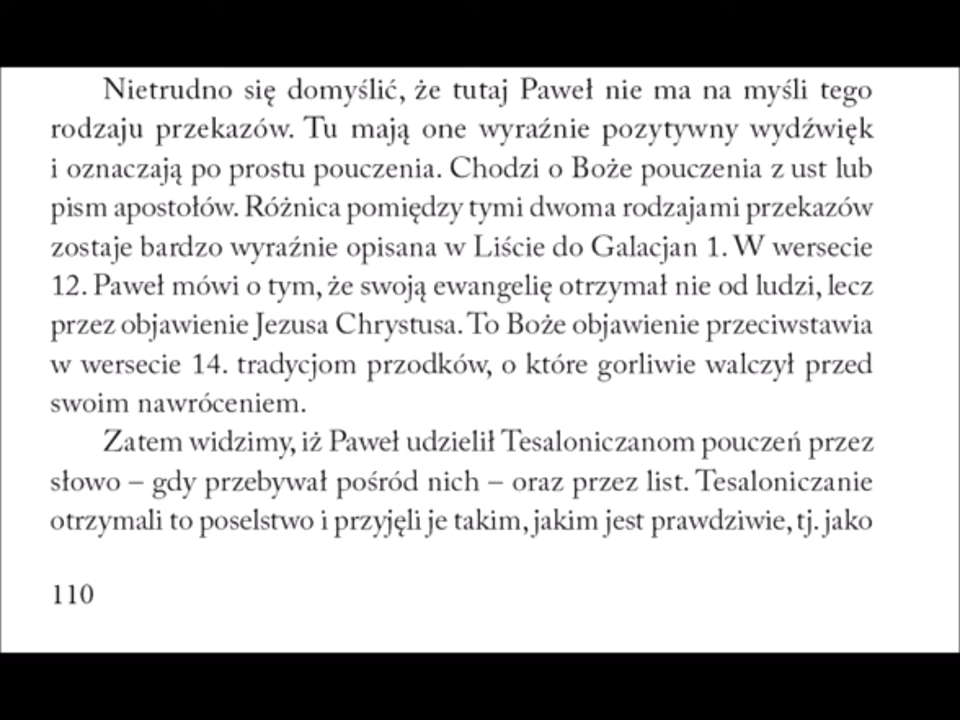 Nietrudno się domyślić, że tutaj Paweł nie ma na myśli tego
rodzaju przekazów. Tu mają one wyraźnie pozytywny wydźwięk
i oznaczają po prostu pouczenia. Chodzi o Boże pouczenia z ust lub
pism apostołów. Różnica pomiędzy tymi dwoma rodzajami przekazów
zostaje bardzo wyraźnie opisana w Liście do Galacjan 1. W wersecie
12. Paweł mówi o tym, że swoją ewangelię otrzymał nie od ludzi, lecz
przez objawienie Jezusa Chrystusa. To Boże objawienie przeciwstawia
w wersecie 14. tradycjom przodków, o które gorliwie walczył przed
swoim nawróceniem.
Zatem widzimy, iż Paweł udzielił Tesaloniczanom pouczeń przez
słowo – gdy przebywał pośród nich – oraz przez list. Tesaloniczanie
otrzymali to poselstwo i przyjęli je takim, jakim jest prawdziwie, tj. jako
110